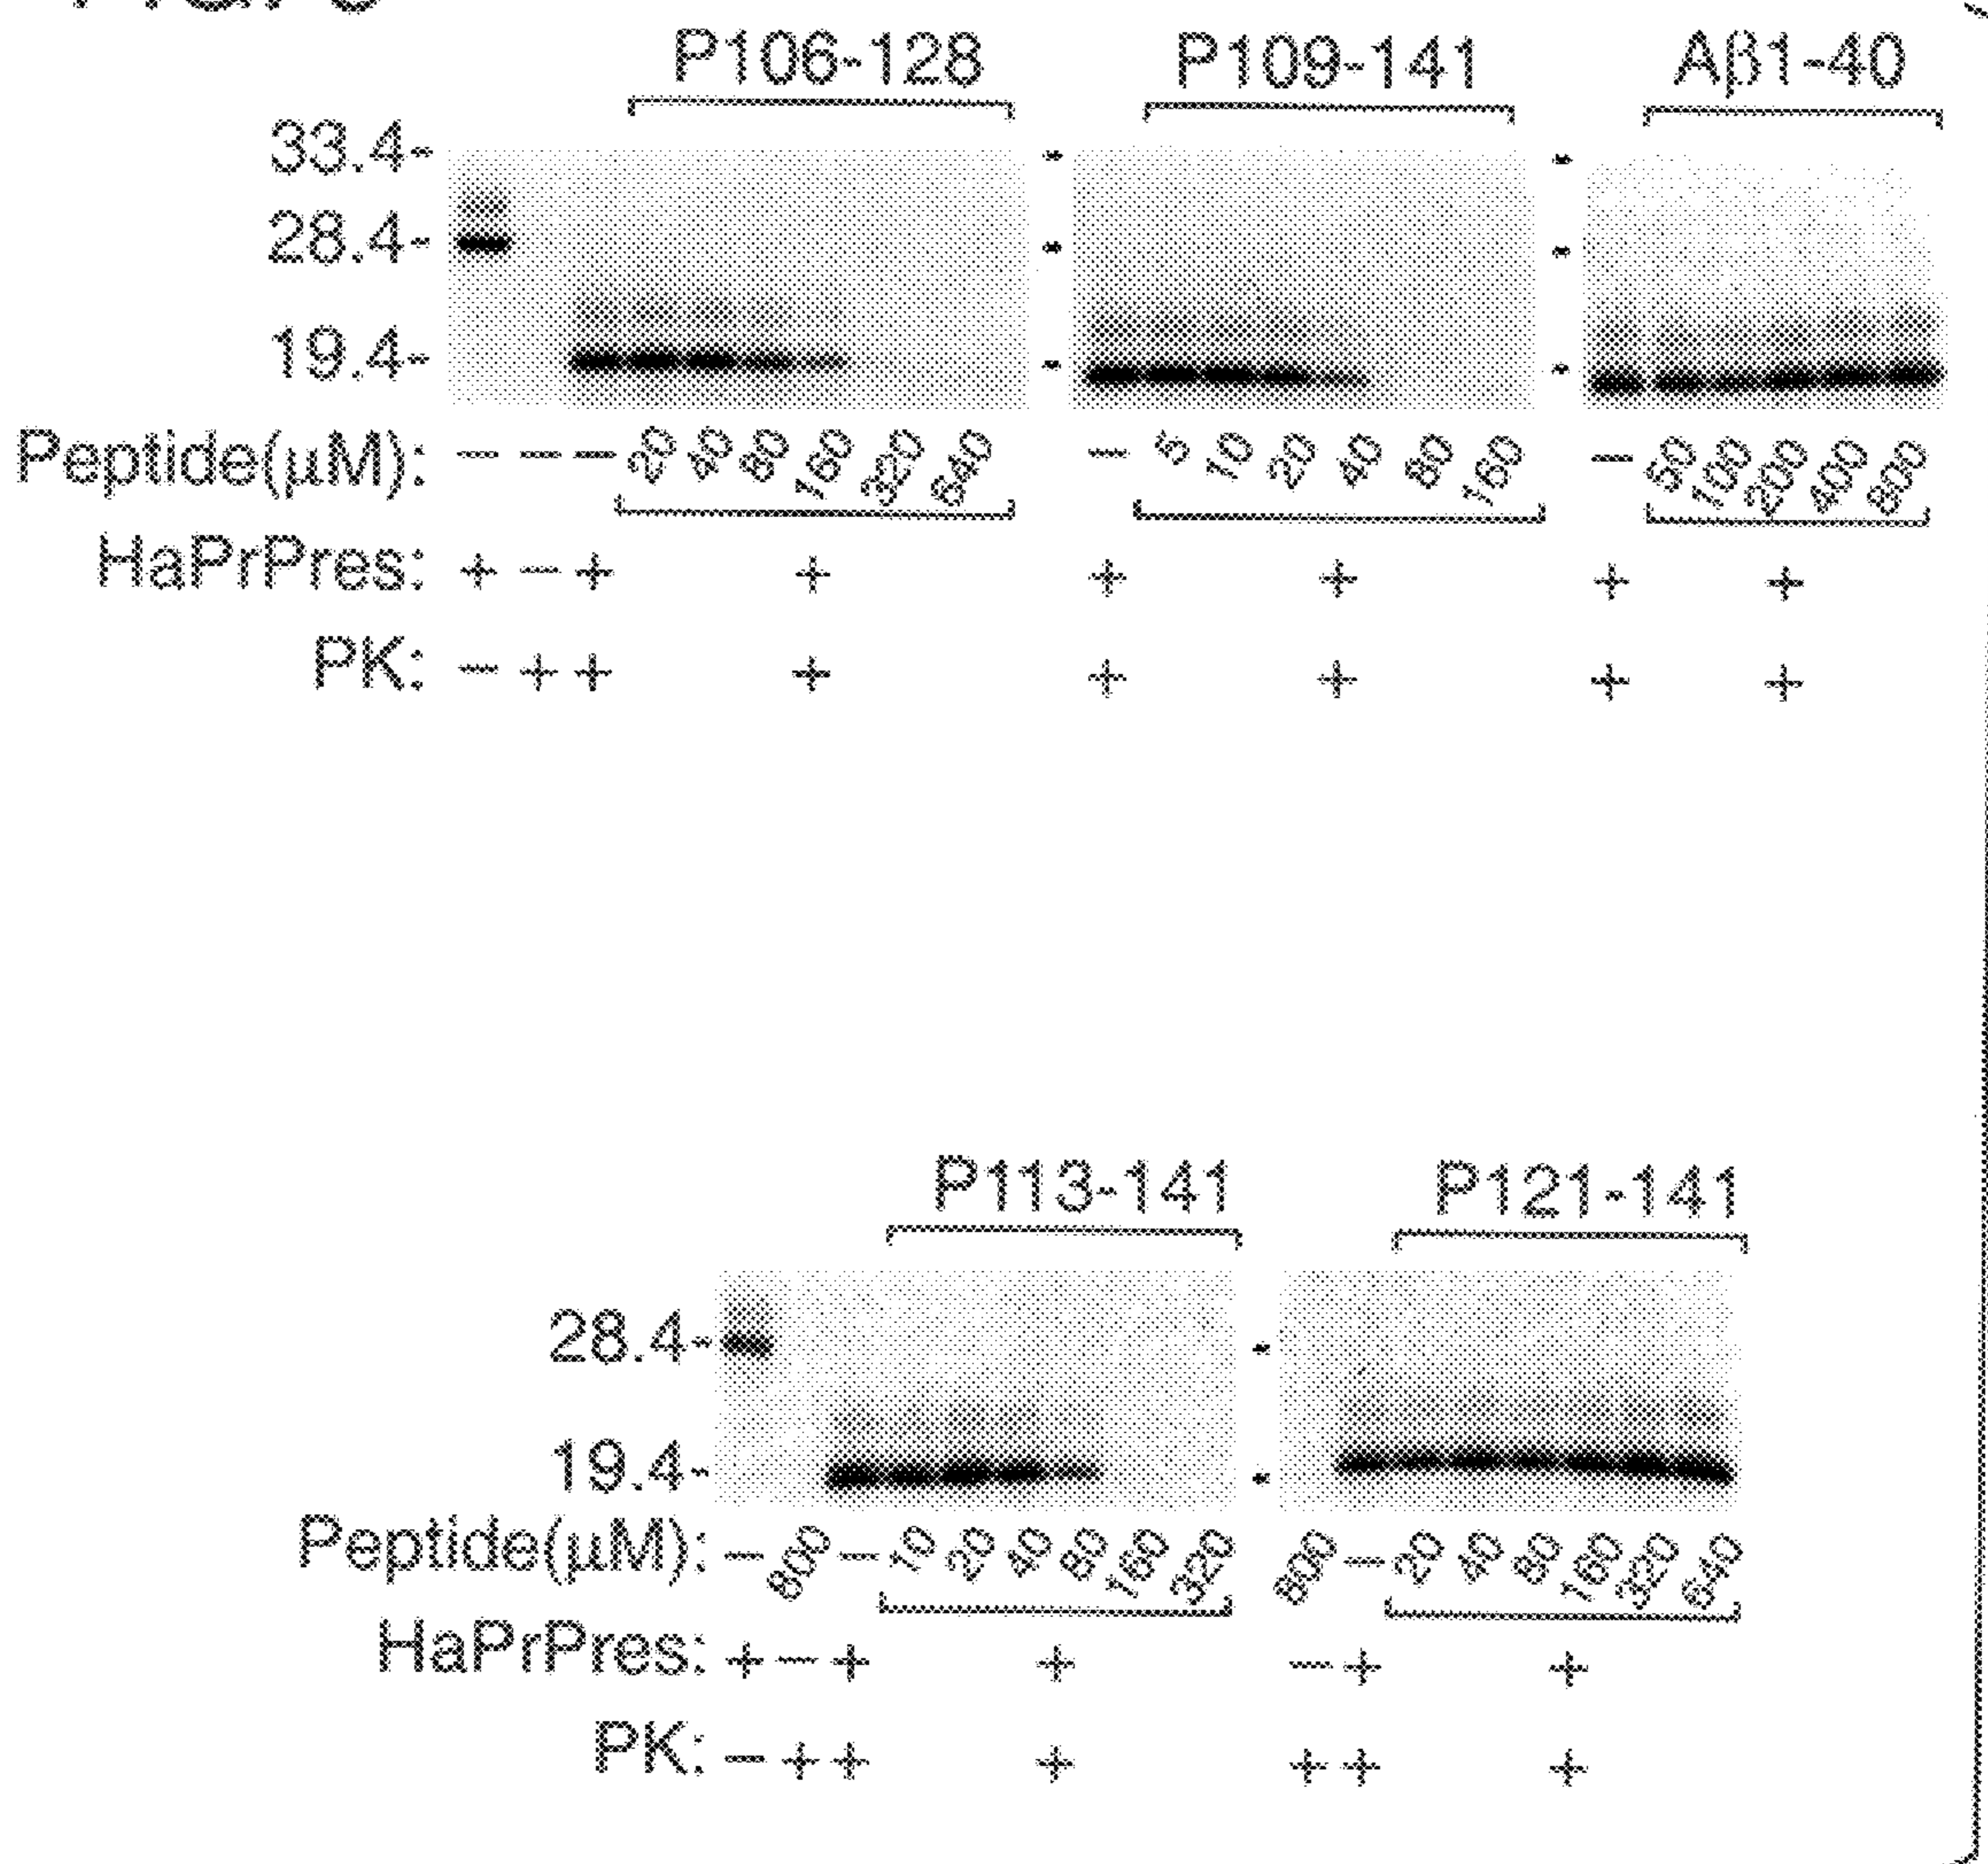 P106-128 P109-141 Aβ1-40
33.4-
28.4-
19.4-
Peptide(μM): − − − 20 40 80 160 320 640 − 5 10 20 40 80 160 − 50 100 200 400 800
HaPrPres: + − + + + + + +
PK: − + + + + + + +
P113-141 P121-141
28.4-
19.4-
Peptide(μM): − 800 − 10 20 40 80 160 320 800 − 20 40 80 160 320 640
HaPrPres: + − + + − + +
PK: − + + + + + +